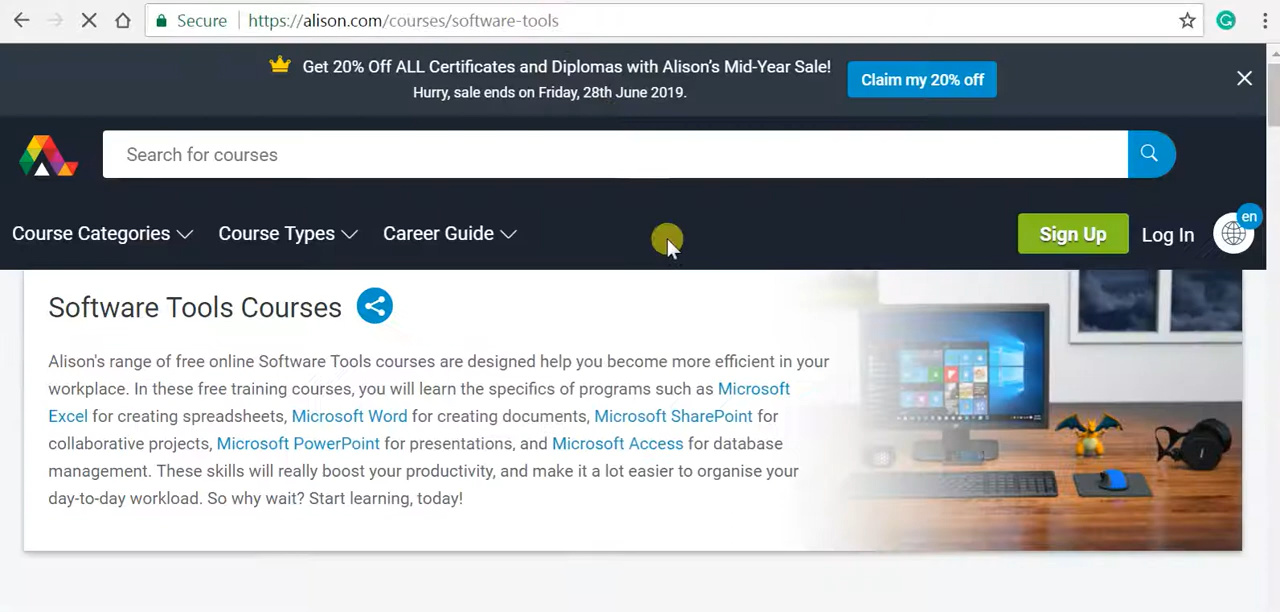 Secure https://alison.com/courses/software-tools
Get 20% Off ALL Certificates and Diplomas with Alison's Mid-Year Sale!
Hurry, sale ends on Friday, 28th June 2019.
Claim my 20% off
Search for courses
en
Course Categories Course Types Career Guide Sign Up Log In
Software Tools Courses
Alison's range of free online Software Tools courses are designed help you become more efficient in your
workplace. In these free training courses, you will learn the specifics of programs such as Microsoft
Excel for creating spreadsheets, Microsoft Word for creating documents, Microsoft SharePoint for
collaborative projects, Microsoft PowerPoint for presentations, and Microsoft Access for database
management. These skills will really boost your productivity, and make it a lot easier to organise your
day-to-day workload. So why wait? Start learning, today!